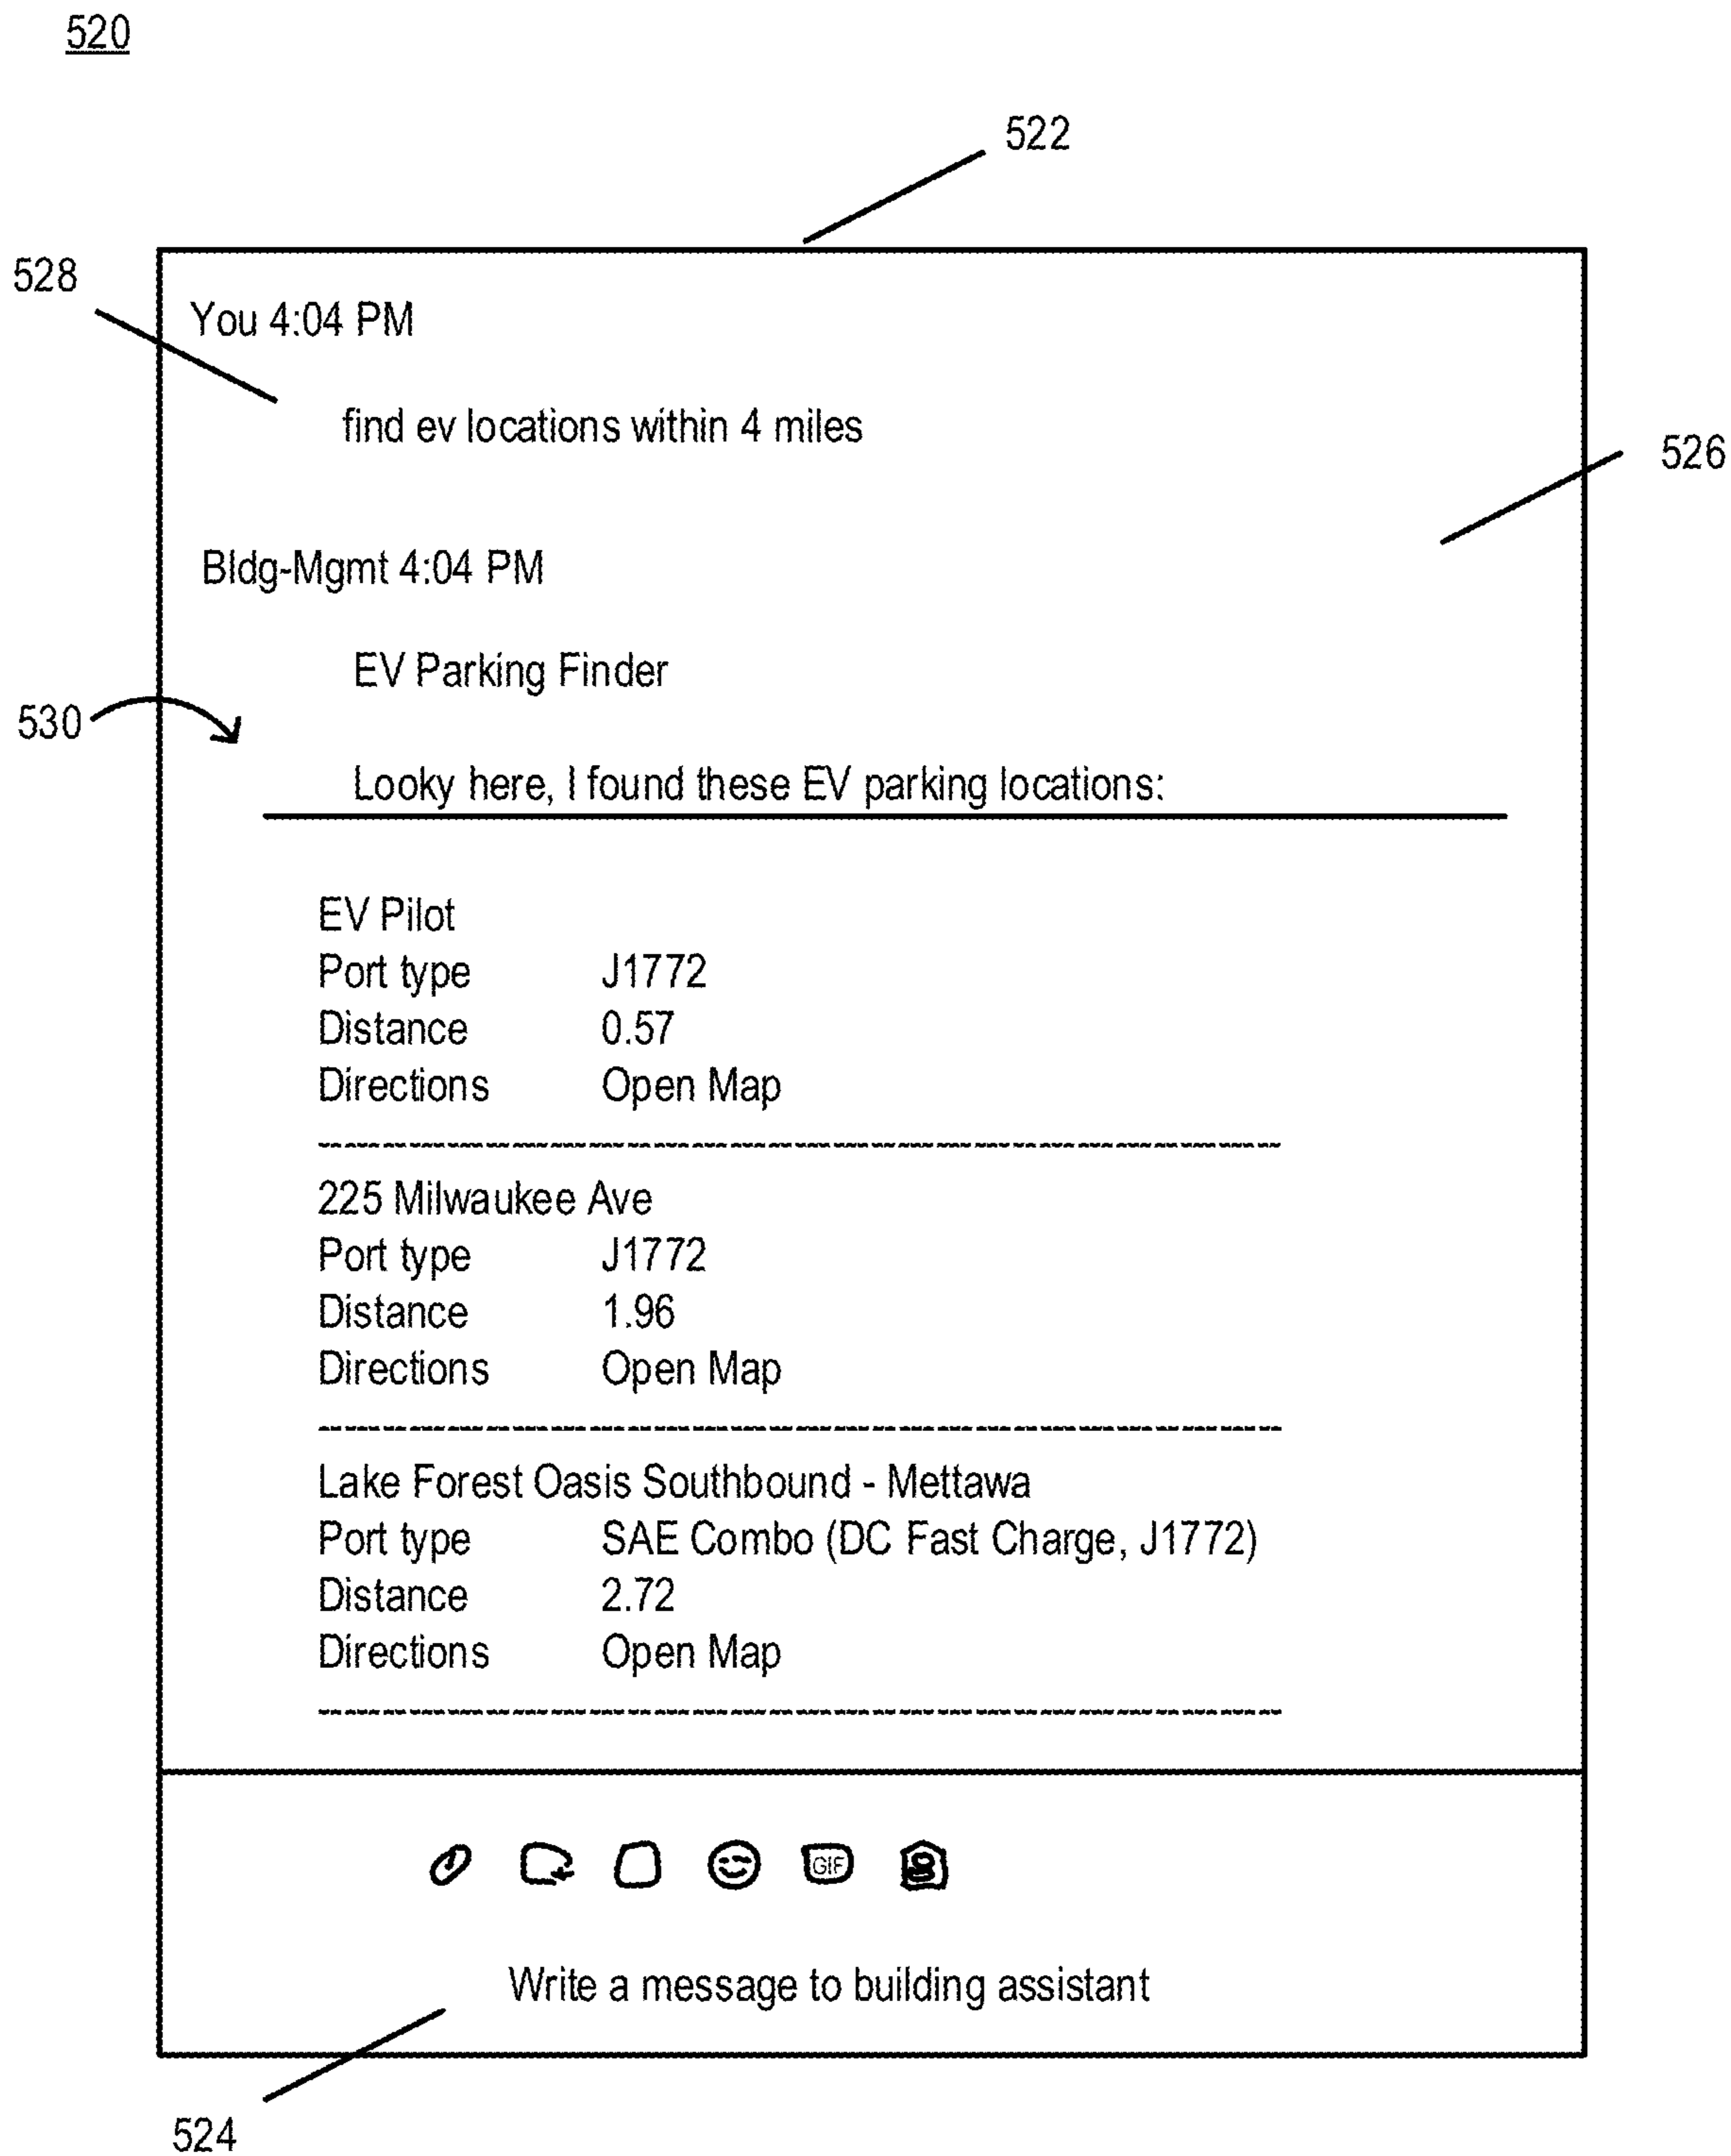 520
522
528
You 4:04 PM
find ev locations within 4 miles
526
Bldg-Mgmt 4:04 PM
EV Parking Finder
530
Looky here, I found these EV parking locations:
EV Pilot
Port type J1772
Distance 0.57
Directions Open Map
225 Milwaukee Ave
Port type J1772
Distance 1.96
Directions Open Map
Lake Forest Oasis Southbound - Mettawa
Port type SAE Combo (DC Fast Charge, J1772)
Distance 2.72
Directions Open Map
GIF
Write a message to building assistant
524